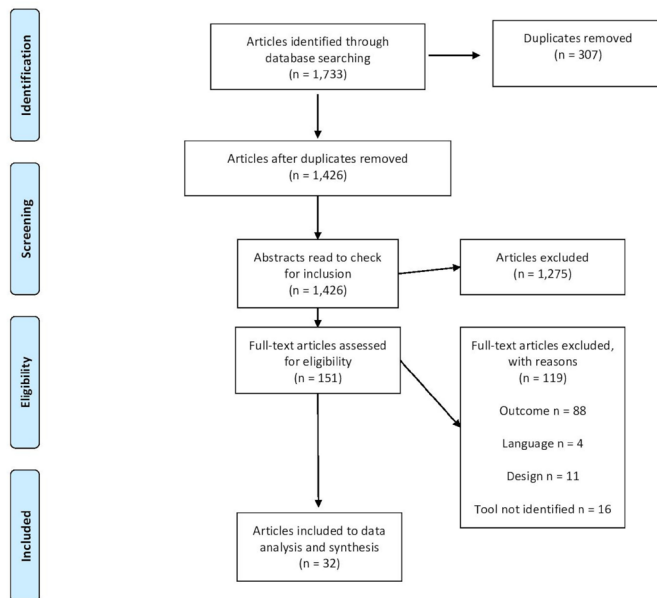 Identification
Articles identified through
database searching
(n = 1,733)
Duplicates removed
(n = 307)
Articles after duplicates removed
(n = 1,426)
Screening
Abstracts read to check
for inclusion
(n = 1,426)
Articles excluded
(n = 1,275)
Eligibility
Full-text articles assessed
for eligibility
(n = 151)
Full-text articles excluded,
with reasons
(n = 119)
Outcome n = 88
Language n = 4
Design n = 11
Tool not identified n = 16
Included
Articles included to data
analysis and synthesis
(n = 32)